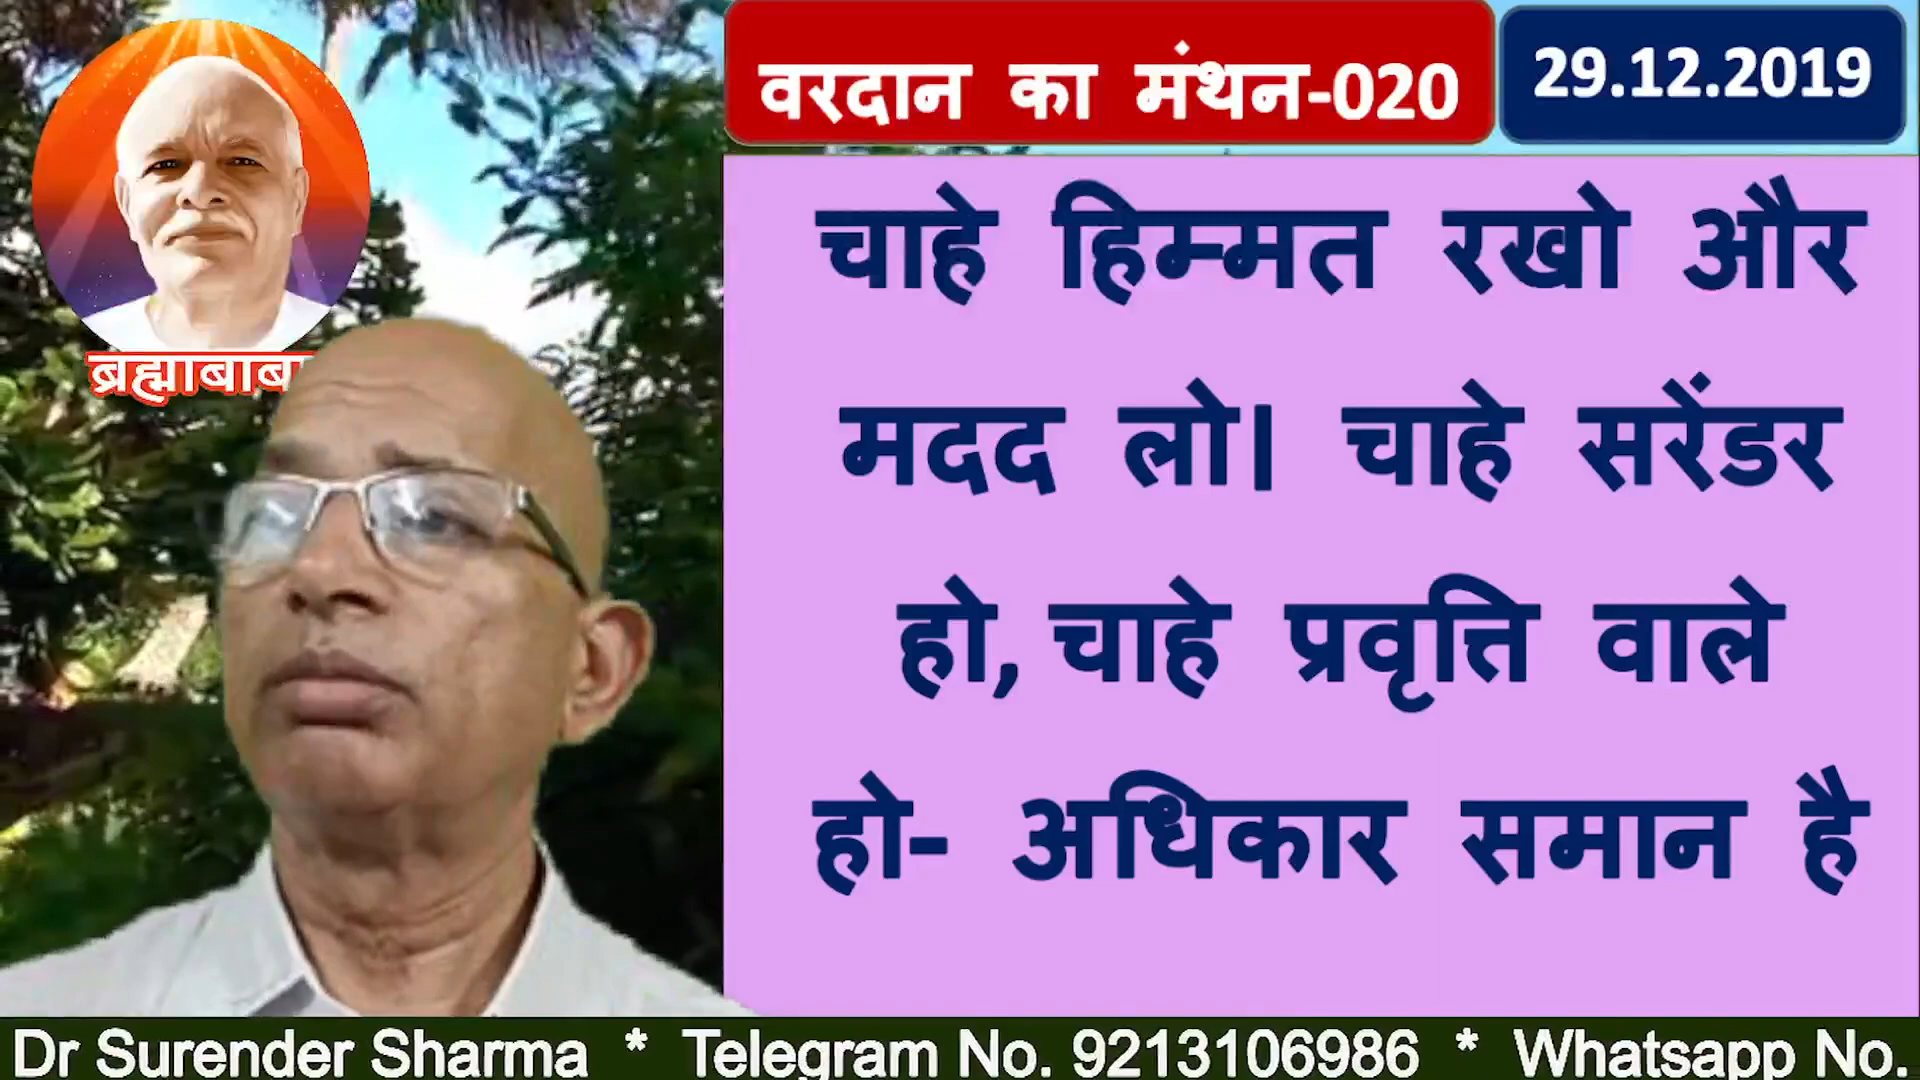 वरदान का मंथन-020
29.12.2019
चाहे हिम्मत रखो और
मदद लो। चाहे सरेंडर
हो, चाहे प्रवृत्ति वाले
हो- अधिकार समान है
ब्रह्माबाबा
Dr Surender Sharma * Telegram No. 9213106986 * Whatsapp No.